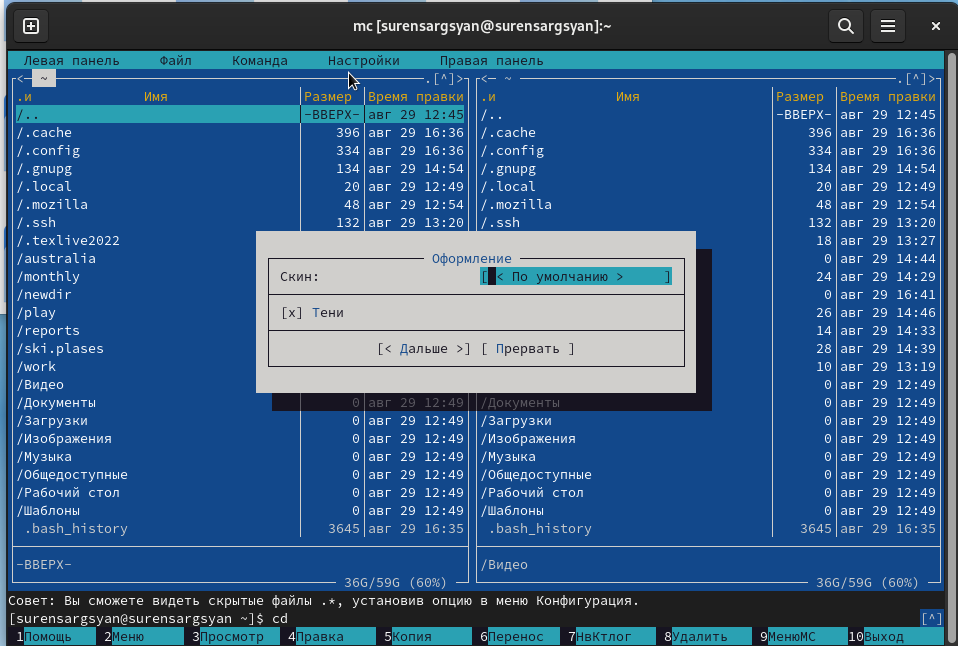 mc [surensargsyan@surensargsyan]:~
Левая панель Файл Команда Настройки Правая панель
<— ~ .[^]> <— ~ .[^]>
.и Имя Размер Время правки .и Имя Размер Время правки
/.. -ВВЕРХ- авг 29 12:45 /.. -ВВЕРХ- авг 29 12:45
/.cache 396 авг 29 16:36 /.cache 396 авг 29 16:36
/.config 334 авг 29 16:36 /.config 334 авг 29 16:36
/.gnupg 134 авг 29 14:54 /.gnupg 134 авг 29 14:54
/.local 20 авг 29 12:49 /.local 20 авг 29 12:49
/.mozilla 48 авг 29 12:54 /.mozilla 48 авг 29 12:54
/.ssh 132 авг 29 13:20 /.ssh 132 авг 29 13:20
/.texlive2022 18 авг 29 13:27
/australia Оформление 0 авг 29 14:44
/monthly Скин: [ < По умолчанию > ] 24 авг 29 14:29
/newdir 0 авг 29 16:41
/play [x] Тени 26 авг 29 14:46
/reports 14 авг 29 14:33
/ski.plases [< Дальше >] [ Прервать ] 28 авг 29 14:39
/work 10 авг 29 13:19
/Видео 0 авг 29 12:49
/Документы 0 авг 29 12:49 /Документы 0 авг 29 12:49
/Загрузки 0 авг 29 12:49 /Загрузки 0 авг 29 12:49
/Изображения 0 авг 29 12:49 /Изображения 0 авг 29 12:49
/Музыка 0 авг 29 12:49 /Музыка 0 авг 29 12:49
/Общедоступные 0 авг 29 12:49 /Общедоступные 0 авг 29 12:49
/Рабочий стол 0 авг 29 12:49 /Рабочий стол 0 авг 29 12:49
/Шаблоны 0 авг 29 12:49 /Шаблоны 0 авг 29 12:49
.bash_history 3645 авг 29 16:35 .bash_history 3645 авг 29 16:35
-ВВЕРХ- /Видео
36G/59G (60%) 36G/59G (60%)
Совет: Вы сможете видеть скрытые файлы .*, установив опцию в меню Конфигурация.
[surensargsyan@surensargsyan ~]$ cd [^]
1Помощь 2Меню 3Просмотр 4Правка 5Копия 6Перенос 7НвКтлог 8Удалить 9МенюМС 10Выход